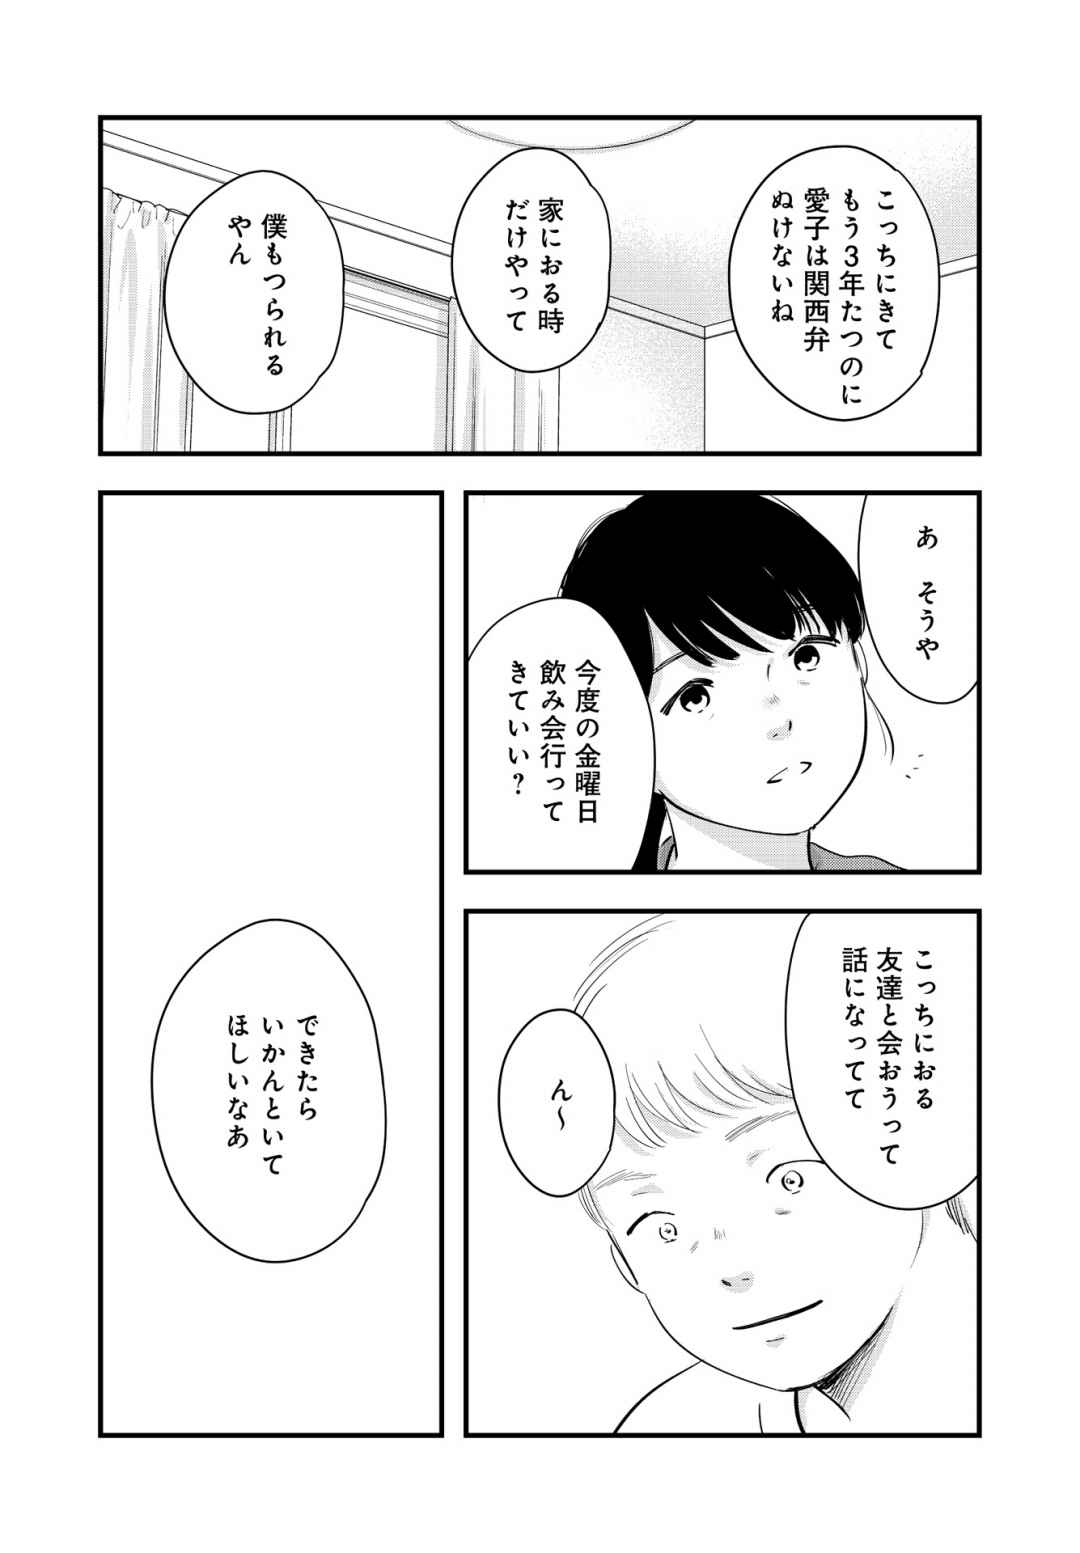 こっちにきて
もう3年たつのに
愛子は関西弁
ぬけないね
家におる時
だけやって
僕もつられる
やん
あ そうや
今度の金曜日
飲み会行って
きていい?
こっちにおる
友達と会おうって
話になってて
ん〜
できたら
いかんといて
ほしいなあ